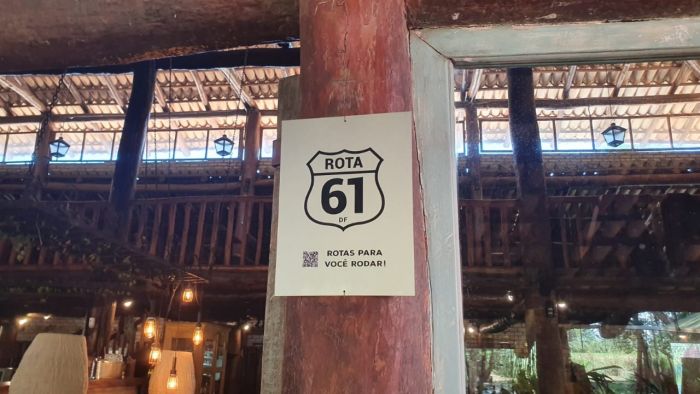 ROTA
61
DF
ROTAS PARA
VOCÊ RODAR!